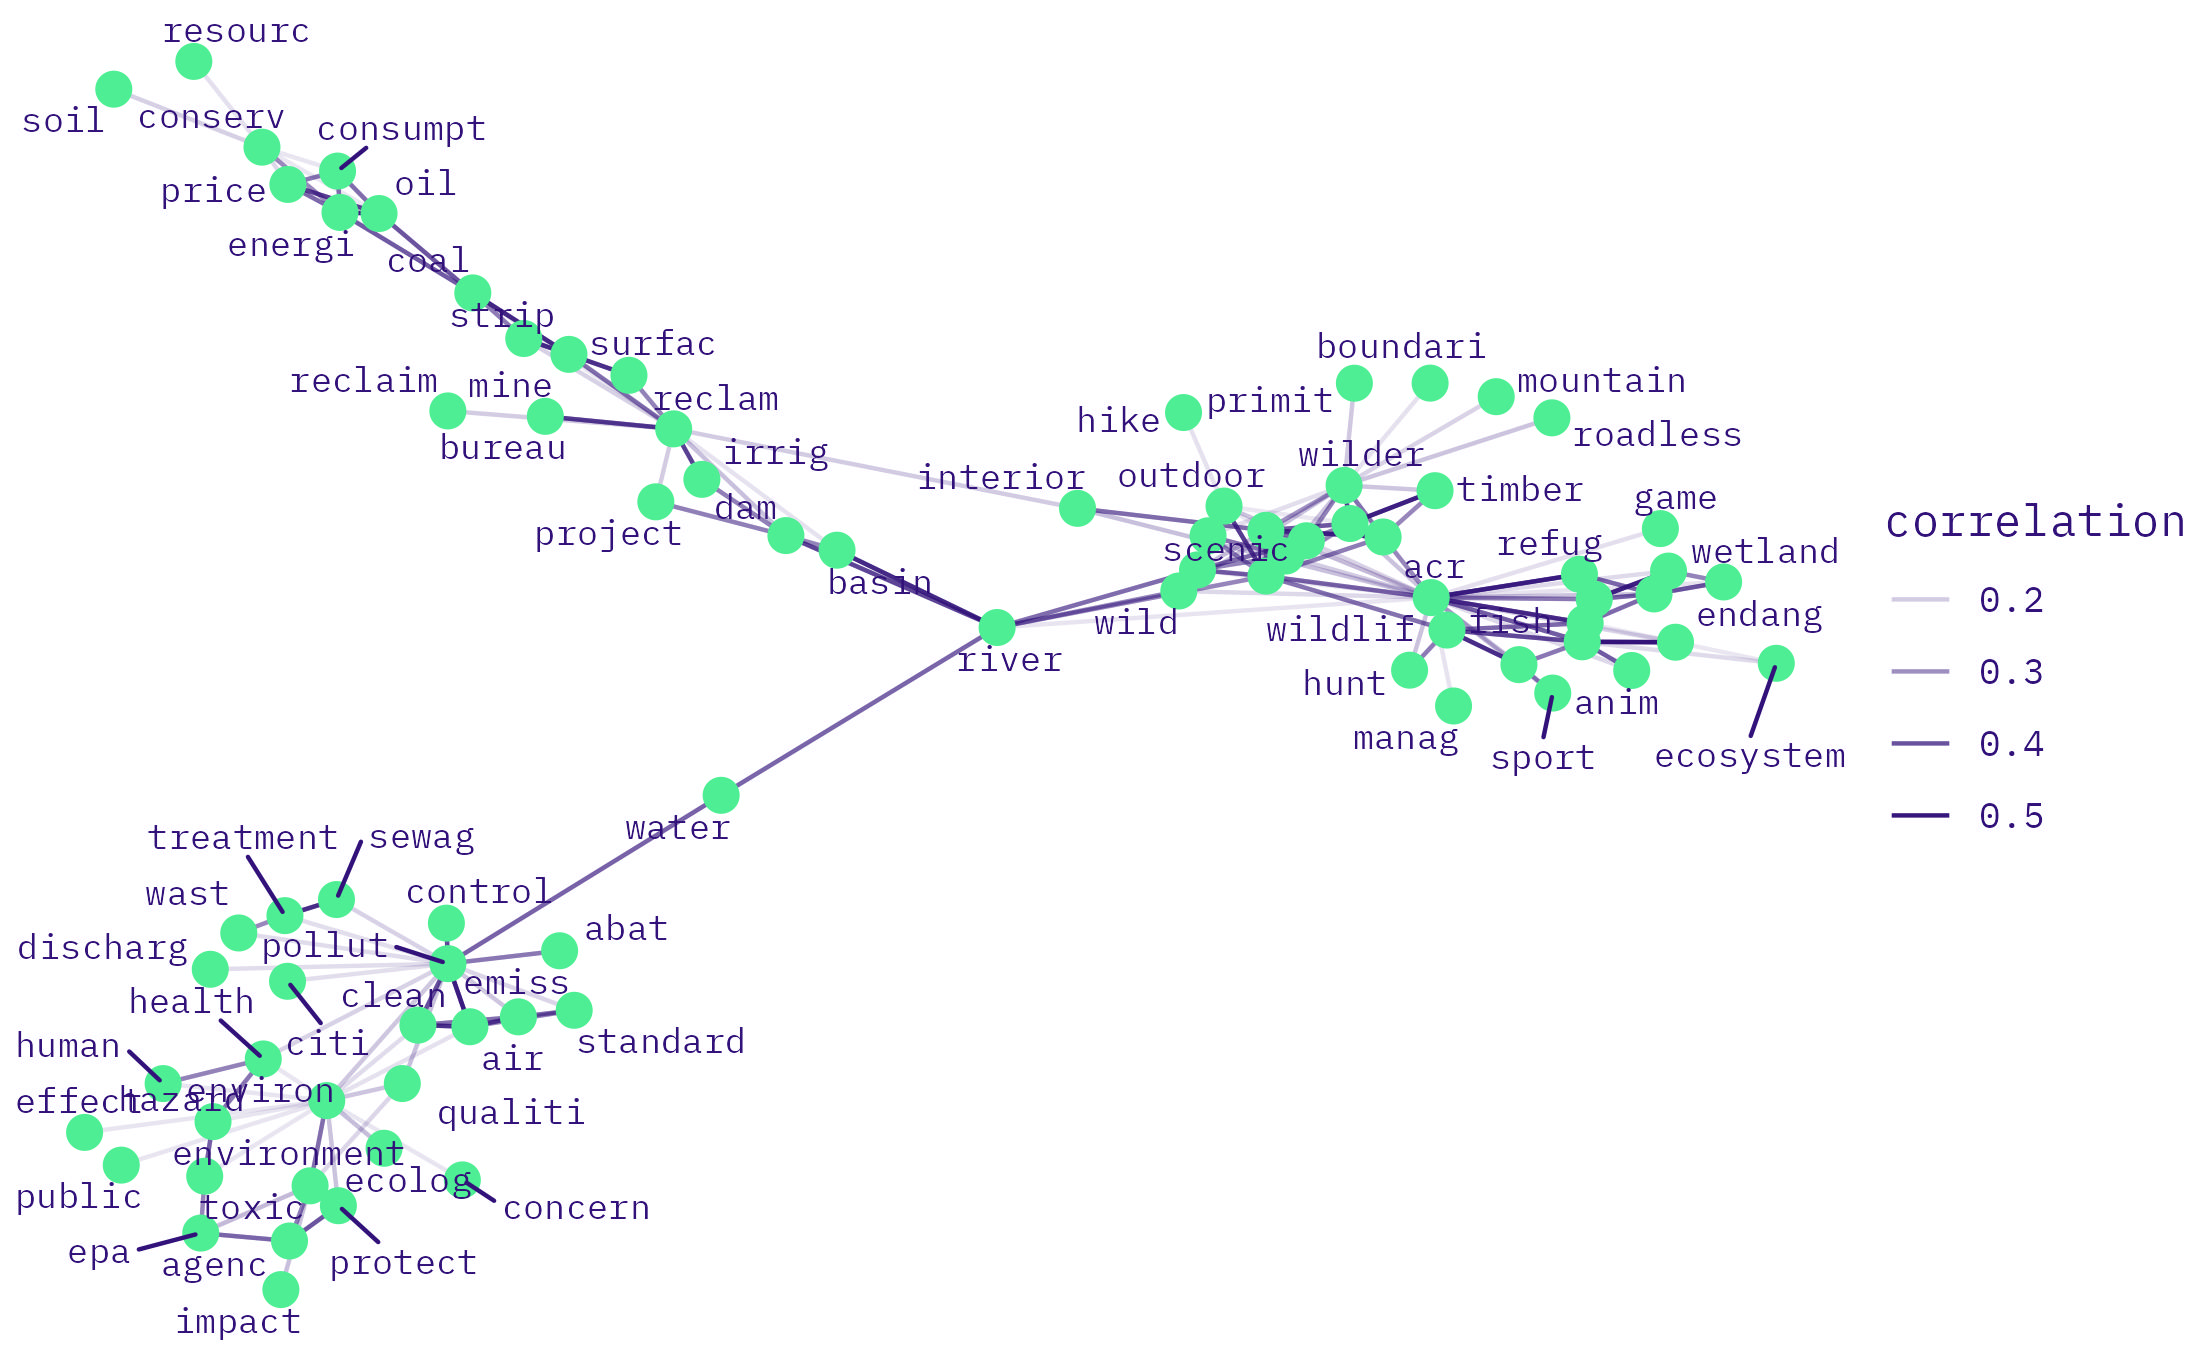 resourc
soil
conserv
consumpt
price
oil
energi
coal
strip
surfac
reclaim
mine
reclam
bureau
irrig
project
dam
basin
interior
river
water
hike
primit
boundari
mountain
roadless
outdoor
wilder
timber
game
scenic
refug
wetland
acr
wild
wildlif
fish
endang
hunt
manag
anim
sport
ecosystem
correlation
0.2
0.3
0.4
0.5
treatment
sewag
wast
control
discharg
pollut
abat
health
clean
emiss
human
citi
air
standard
effect
hazard
environ
qualiti
environment
public
toxic
ecolog
concern
epa
agenc
protect
impact